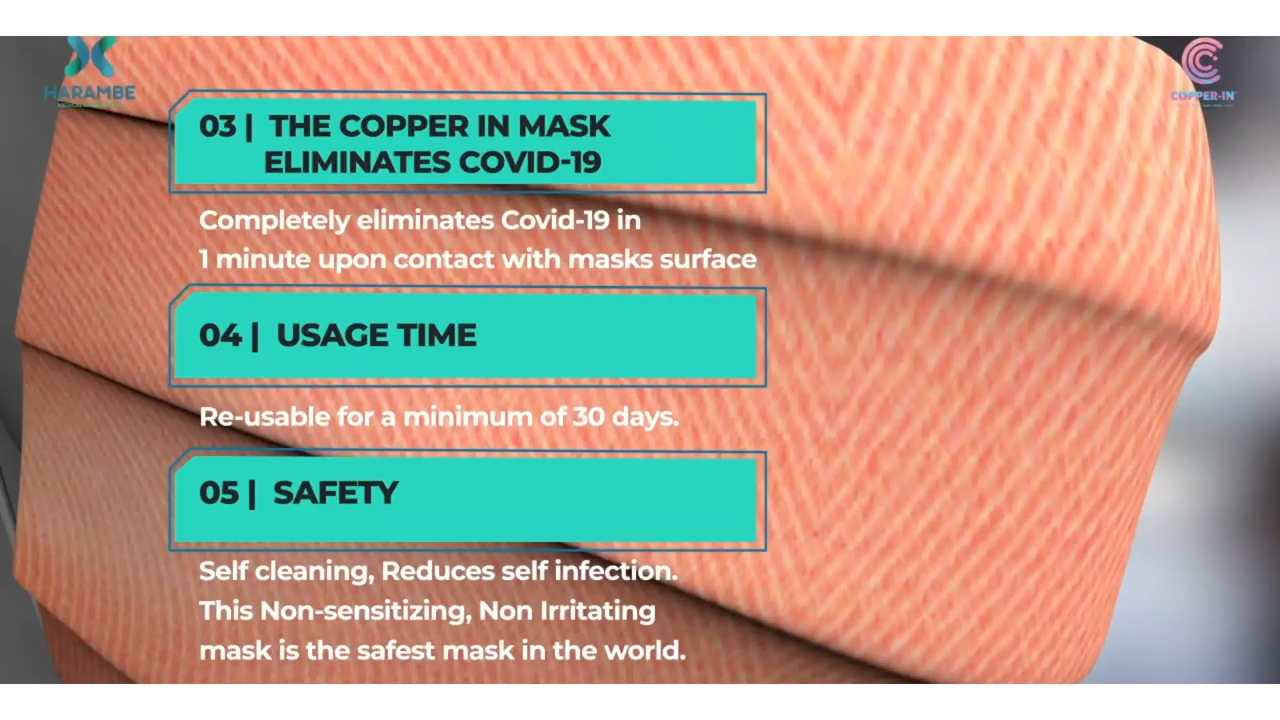 HARAMBE
COPPER-IN
03 | THE COPPER IN MASK
ELIMINATES COVID-19
Completely eliminates Covid-19 in
1 minute upon contact with masks surface
04 | USAGE TIME
Re-usable for a minimum of 30 days.
05 | SAFETY
Self cleaning, Reduces self infection.
This Non-sensitizing, Non Irritating
mask is the safest mask in the world.